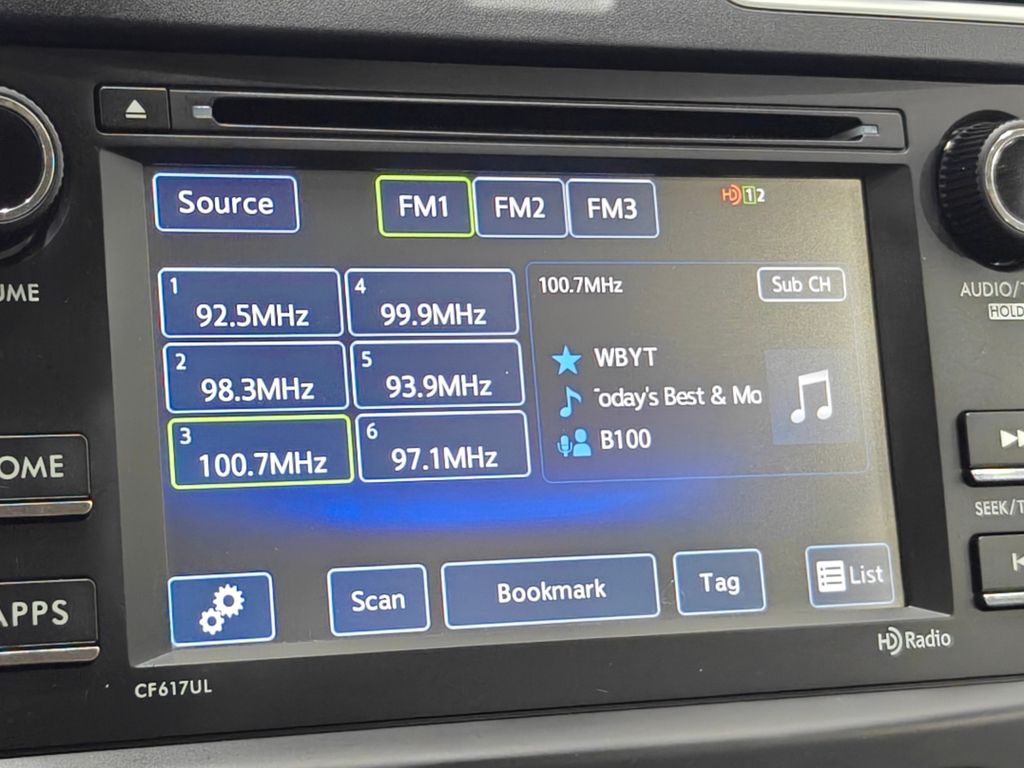 Source
FM1
FM2
FM3
HD 1 2
UME
AUDIO/T
HOLD
1
92.5MHz
4
99.9MHz
2
98.3MHz
5
93.9MHz
3
100.7MHz
6
97.1MHz
100.7MHz
Sub CH
WBYT
Today's Best & Mo
B100
OME
SEEK/T
APPS
Scan
Bookmark
Tag
List
HD Radio
CF617UL